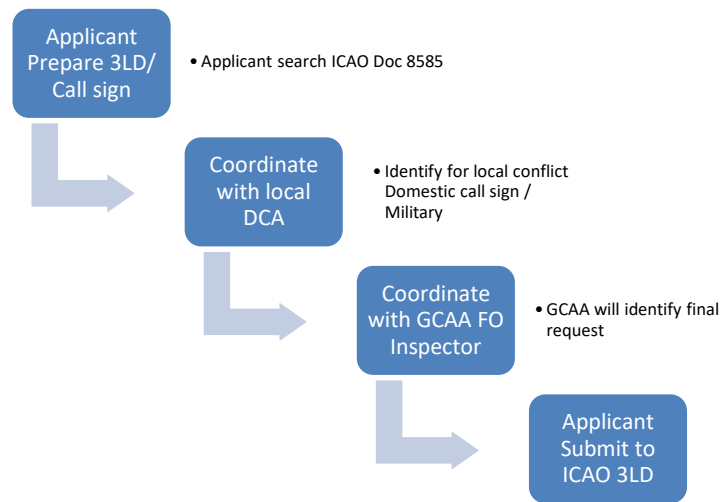 Applicant
Prepare 3LD/
Call sign
• Applicant search ICAO Doc 8585
Coordinate
with local
DCA
• Identify for local conflict
Domestic call sign /
Military
Coordinate
with GCAA FO
Inspector
• GCAA will identify final
request
Applicant
Submit to
ICAO 3LD